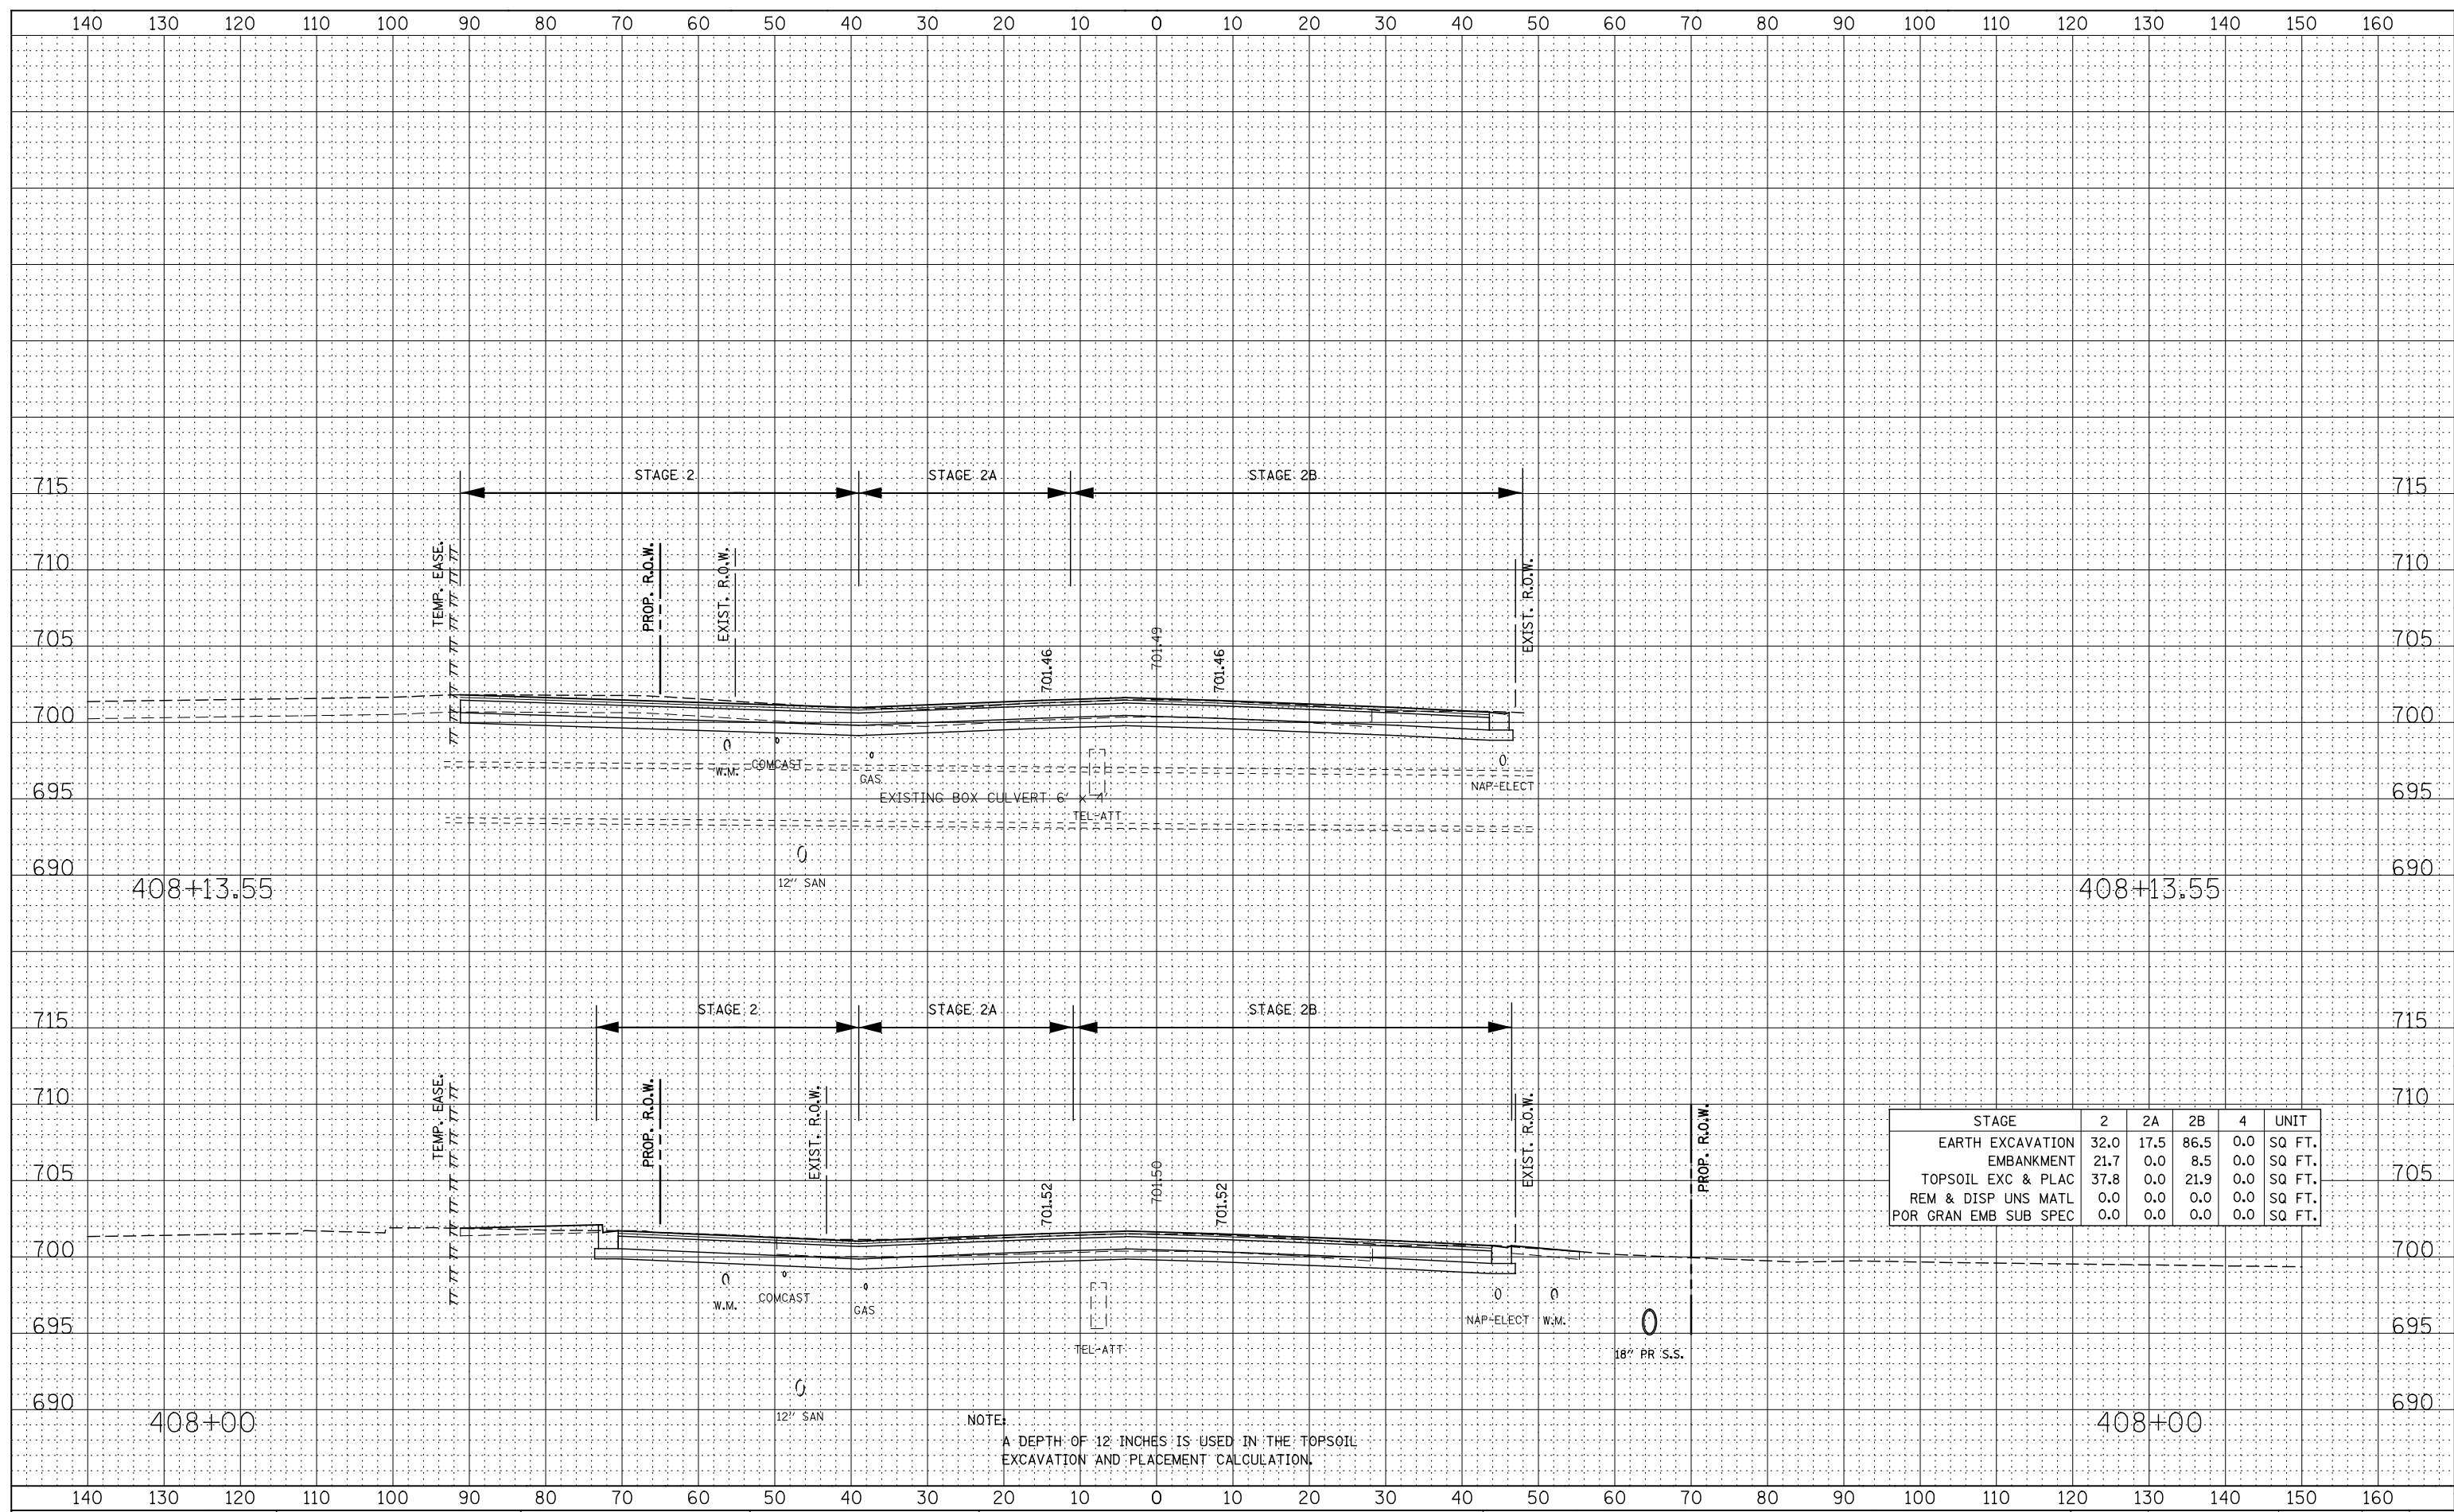 140 130 120 110 100 90 80 70 60 50 40 30 20 10 0 10 20 30 40 50 60 70 80 90 100 110 120 130 140 150 160
STAGE 2 STAGE 2A STAGE 2B
715 715
TEMP. EASE. PROP. R.O.W. EXIST. R.O.W. EXIST. R.O.W.
710 710
705 705
701.46 701.49 701.46
700 700
W.M. COMCAST GAS NAP-ELECT
695 EXISTING BOX CULVERT 6' x 4' 695
TEL-ATT
690 12" SAN 690
408+13.55 408+13.55
STAGE 2 STAGE 2A STAGE 2B
715 715
TEMP. EASE. PROP. R.O.W. EXIST. R.O.W. EXIST. R.O.W. PROP. R.O.W.
710 710
STAGE 2 2A 2B 4 UNIT
EARTH EXCAVATION 32.0 17.5 86.5 0.0 SQ FT.
EMBANKMENT 21.7 0.0 8.5 0.0 SQ FT.
TOPSOIL EXC & PLAC 37.8 0.0 21.9 0.0 SQ FT.
REM & DISP UNS MATL 0.0 0.0 0.0 0.0 SQ FT.
POR GRAN EMB SUB SPEC 0.0 0.0 0.0 0.0 SQ FT.
705 705
701.52 701.50 701.52
700 700
W.M. COMCAST GAS NAP-ELECT W.M.
695 695
TEL-ATT 18" PR S.S.
690 690
12" SAN
408+00 408+00
NOTE:
A DEPTH OF 12 INCHES IS USED IN THE TOPSOIL
EXCAVATION AND PLACEMENT CALCULATION.
140 130 120 110 100 90 80 70 60 50 40 30 20 10 0 10 20 30 40 50 60 70 80 90 100 110 120 130 140 150 160